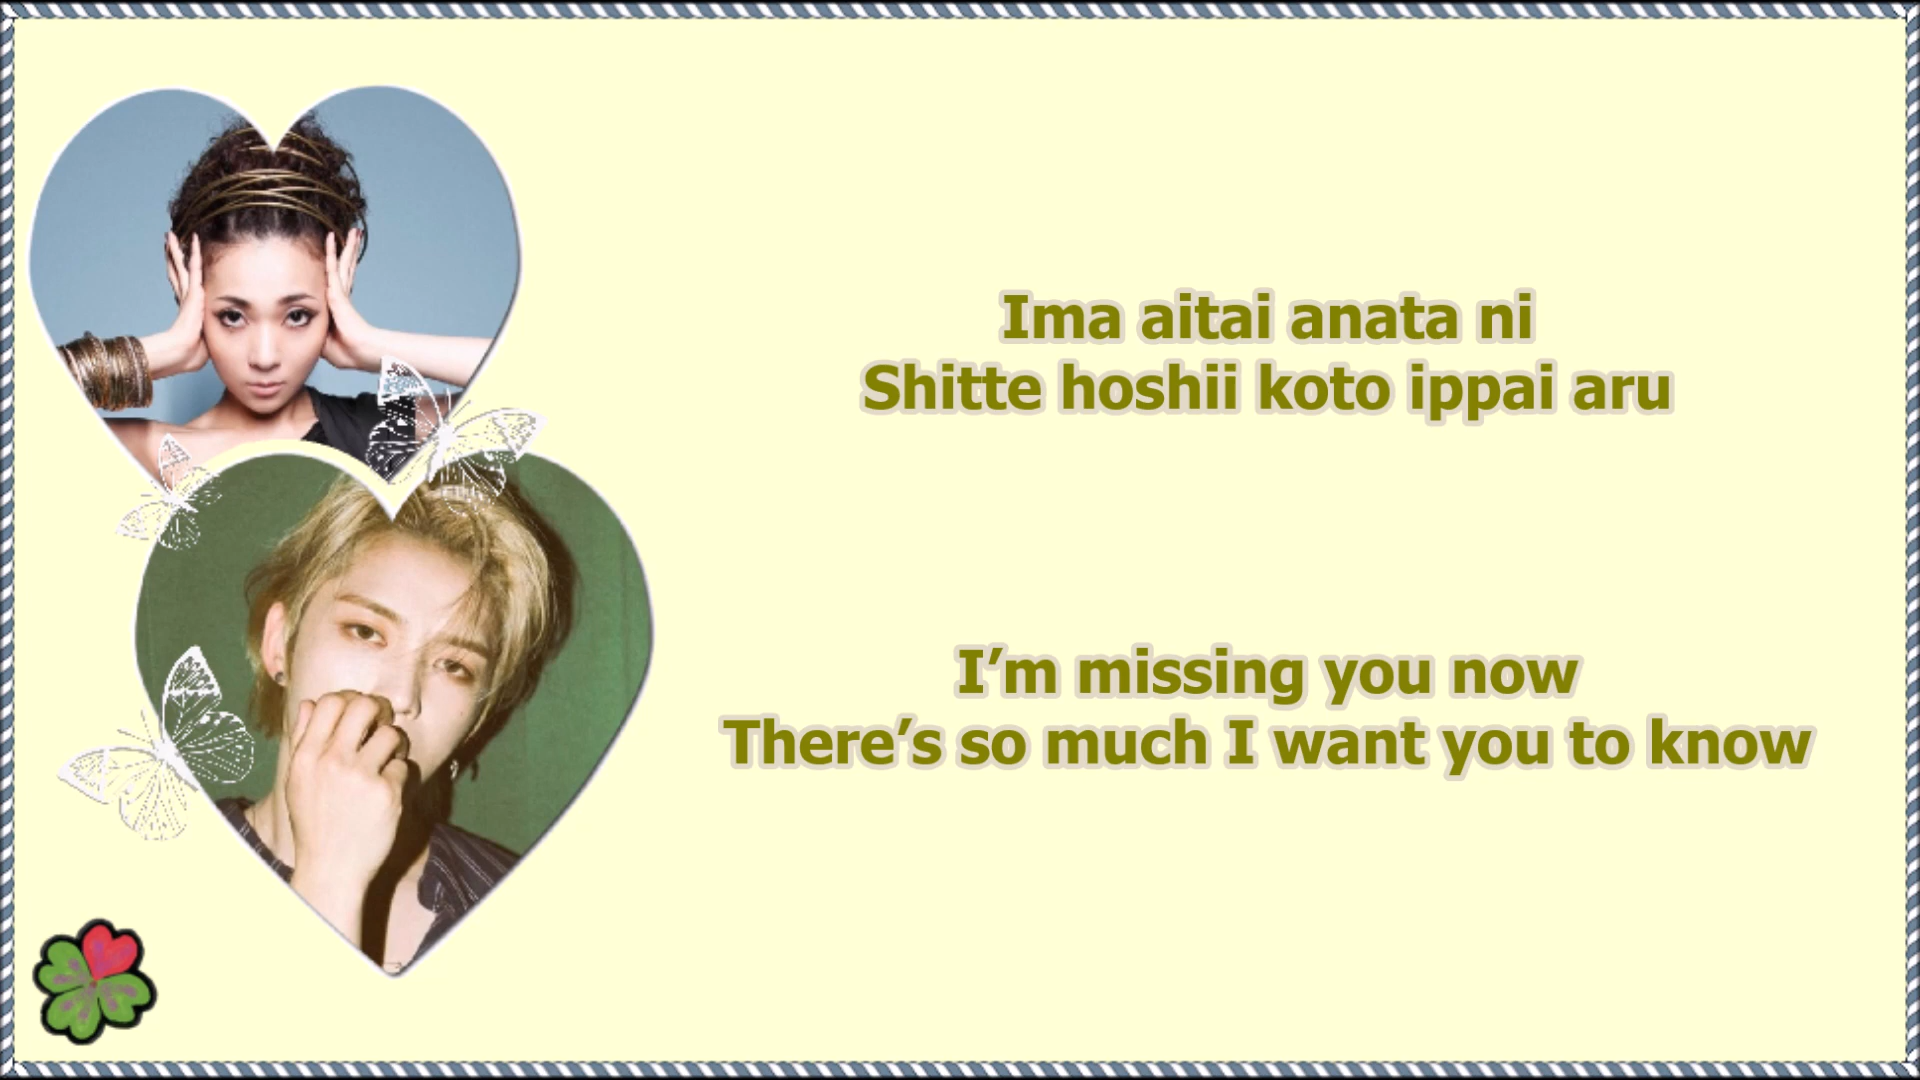 Ima aitai anata ni
Shitte hoshii koto ippai aru
I’m missing you now
There’s so much I want you to know